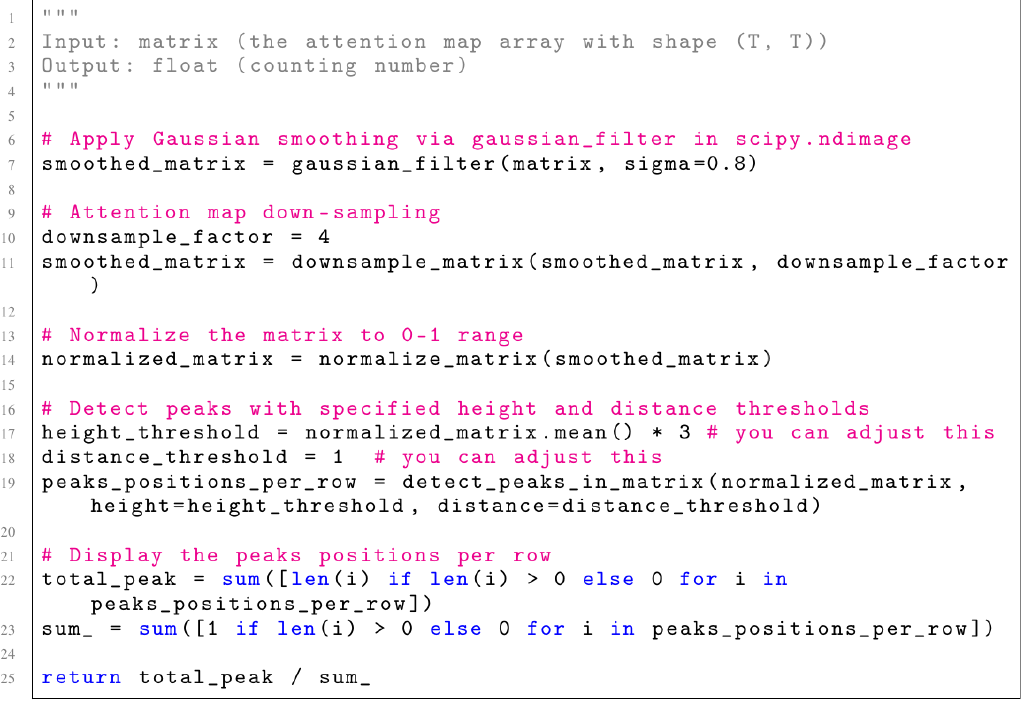 1 """
2 Input: matrix (the attention map array with shape (T, T))
3 Output: float (counting number)
4 """
5
6 # Apply Gaussian smoothing via gaussian_filter in scipy.ndimage
7 smoothed_matrix = gaussian_filter(matrix, sigma=0.8)
8
9 # Attention map down-sampling
10 downsample_factor = 4
11 smoothed_matrix = downsample_matrix(smoothed_matrix, downsample_factor
)
12
13 # Normalize the matrix to 0-1 range
14 normalized_matrix = normalize_matrix(smoothed_matrix)
15
16 # Detect peaks with specified height and distance thresholds
17 height_threshold = normalized_matrix.mean() * 3 # you can adjust this
18 distance_threshold = 1  # you can adjust this
19 peaks_positions_per_row = detect_peaks_in_matrix(normalized_matrix,
height=height_threshold, distance=distance_threshold)
20
21 # Display the peaks positions per row
22 total_peak = sum([len(i) if len(i) > 0 else 0 for i in
peaks_positions_per_row])
23 sum_ = sum([1 if len(i) > 0 else 0 for i in peaks_positions_per_row])
24
25 return total_peak / sum_